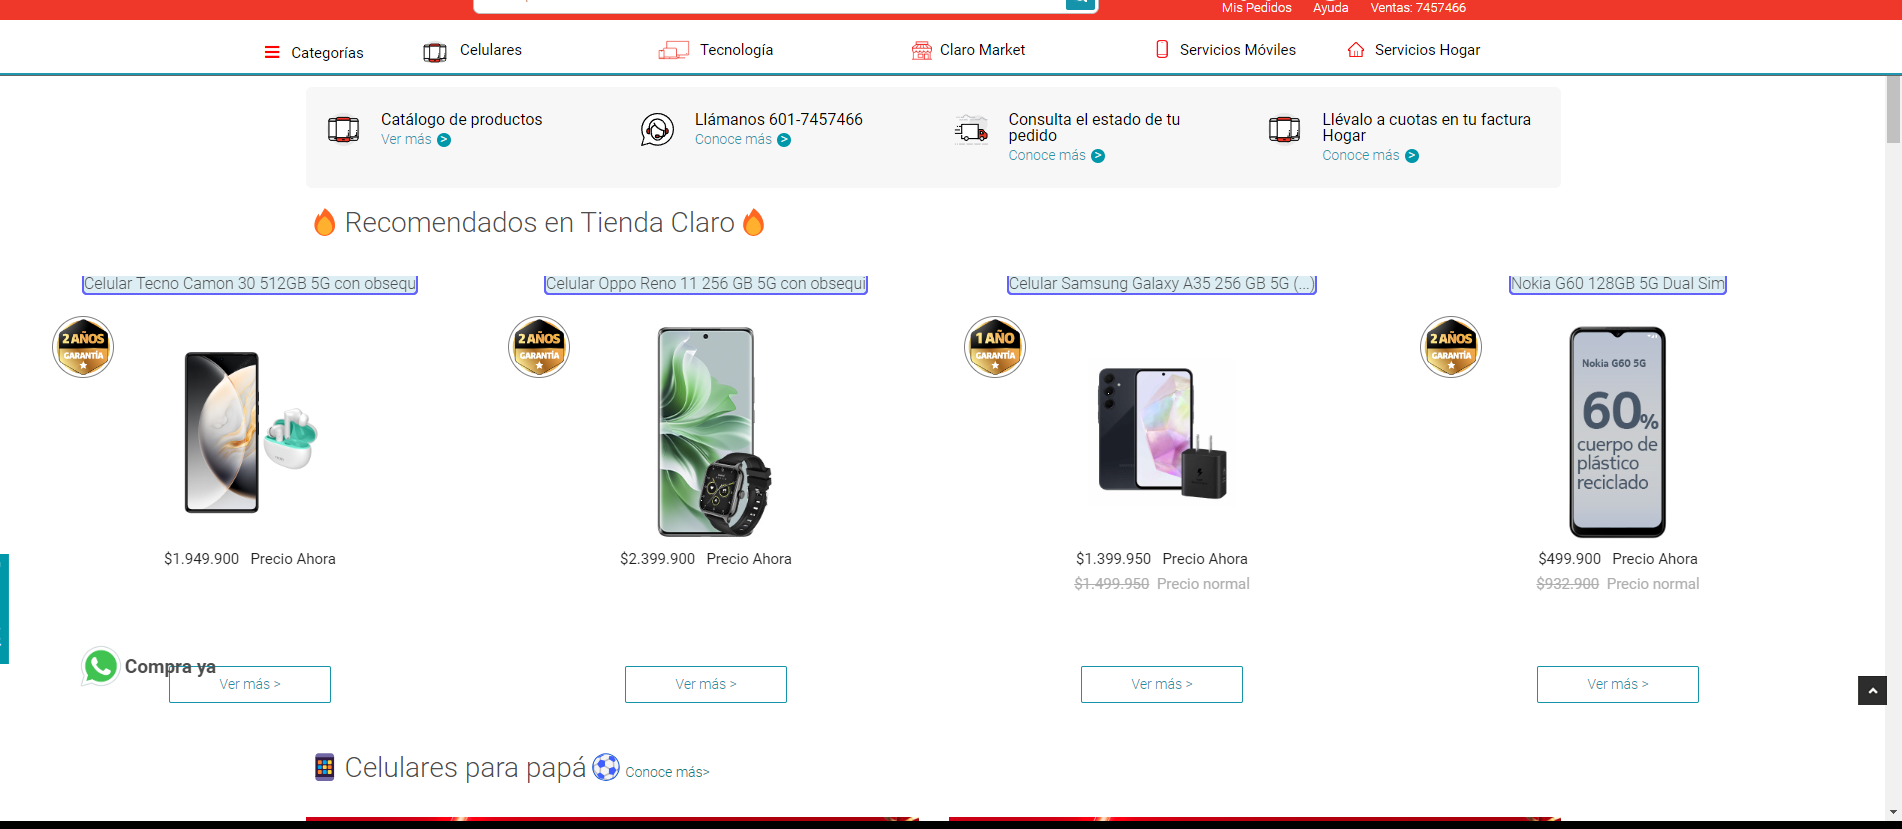 Mis Pedidos Ayuda Ventas: 7457466
Categorías Celulares Tecnología Claro Market Servicios Móviles Servicios Hogar
Catálogo de productos
Ver más >
Llámanos 601-7457466
Conoce más >
Consulta el estado de tu
pedido
Conoce más >
Llévalo a cuotas en tu factura
Hogar
Conoce más >
Recomendados en Tienda Claro
Celular Tecno Camon 30 512GB 5G con obsequ
2 AÑOS
GARANTÍA
$1.949.900 Precio Ahora
Ver más >
Celular Oppo Reno 11 256 GB 5G con obsequi
2 AÑOS
GARANTÍA
$2.399.900 Precio Ahora
Ver más >
Celular Samsung Galaxy A35 256 GB 5G (...)
1 AÑO
GARANTÍA
$1.399.950 Precio Ahora
$1.499.950 Precio normal
Ver más >
Nokia G60 128GB 5G Dual Sim
2 AÑOS
GARANTÍA
Nokia G60 5G
60%
cuerpo de
plástico
reciclado
$499.900 Precio Ahora
$932.900 Precio normal
Ver más >
Compra ya
Celulares para papá Conoce más>